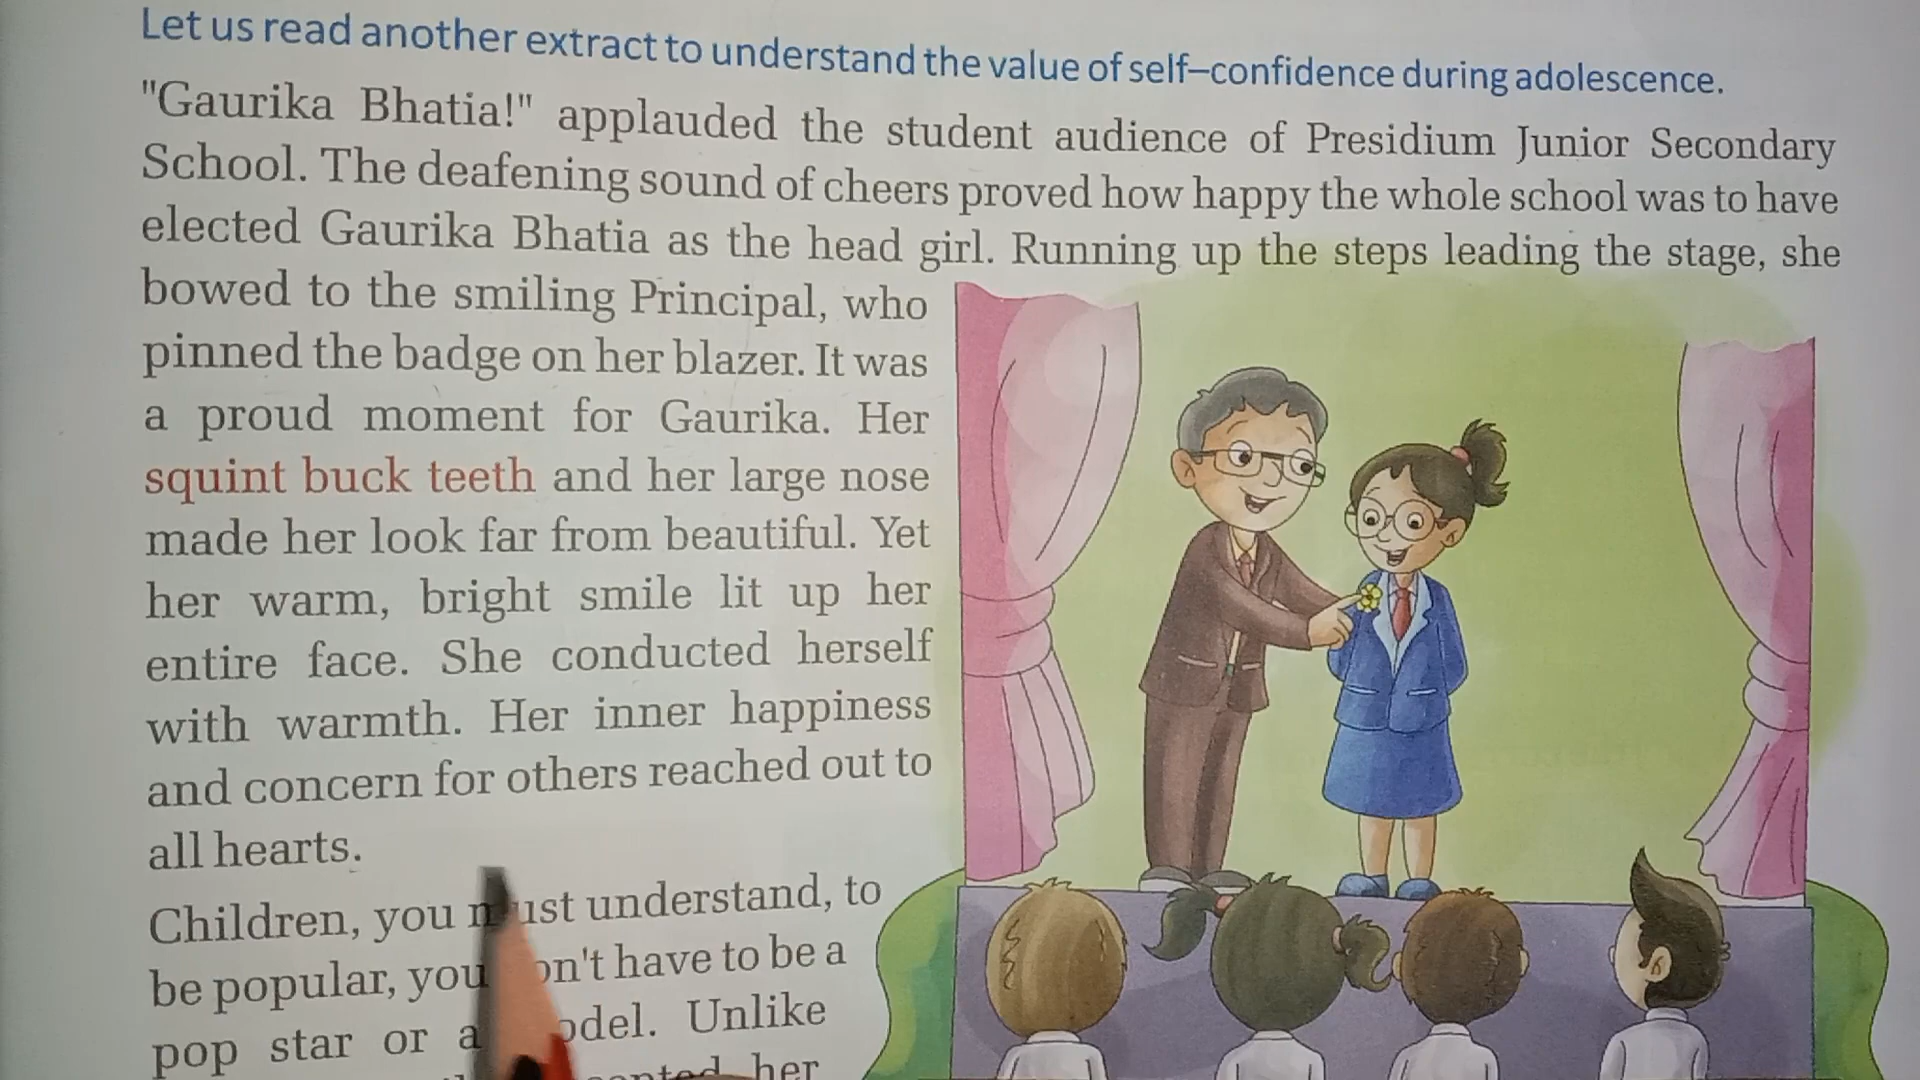 Let us read another extract to understand the value of self–confidence during adolescence.
"Gaurika Bhatia!" applauded the student audience of Presidium Junior Secondary
School. The deafening sound of cheers proved how happy the whole school was to have
elected Gaurika Bhatia as the head girl. Running up the steps leading the stage, she
bowed to the smiling Principal, who
pinned the badge on her blazer. It was
a proud moment for Gaurika. Her
squint buck teeth and her large nose
made her look far from beautiful. Yet
her warm, bright smile lit up her
entire face. She conducted herself
with warmth. Her inner happiness
and concern for others reached out to
all hearts.
Children, you must understand, to
be popular, you don't have to be a
pop star or a model. Unlike
her